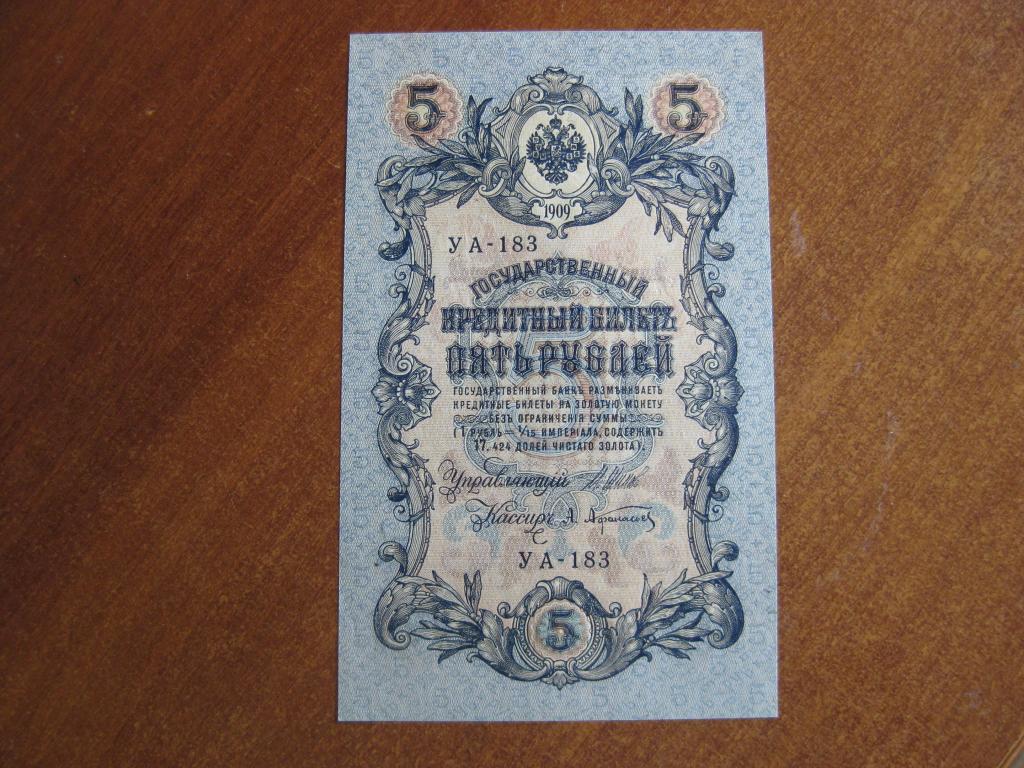 5 5
1909
УА-183
ГОСУДАРСТВЕННЫЙ
КРЕДИТНЫЙ БИЛЕТЪ
ПЯТЬ РУБЛЕЙ
ГОСУДАРСТВЕННЫЙ БАНКЪ РАЗМѢНИВАЕТЪ
КРЕДИТНЫЕ БИЛЕТЫ НА ЗОЛОТУЮ МОНЕТУ
БЕЗЪ ОГРАНИЧЕНІЯ СУММЫ
(1 РУБЛЬ = 1/15 ИМПЕРІАЛА, СОДЕРЖИТЪ
17,424 ДОЛЕЙ ЧИСТАГО ЗОЛОТА).
Управляющій
Кассиръ А. Афанасьев
УА-183
5